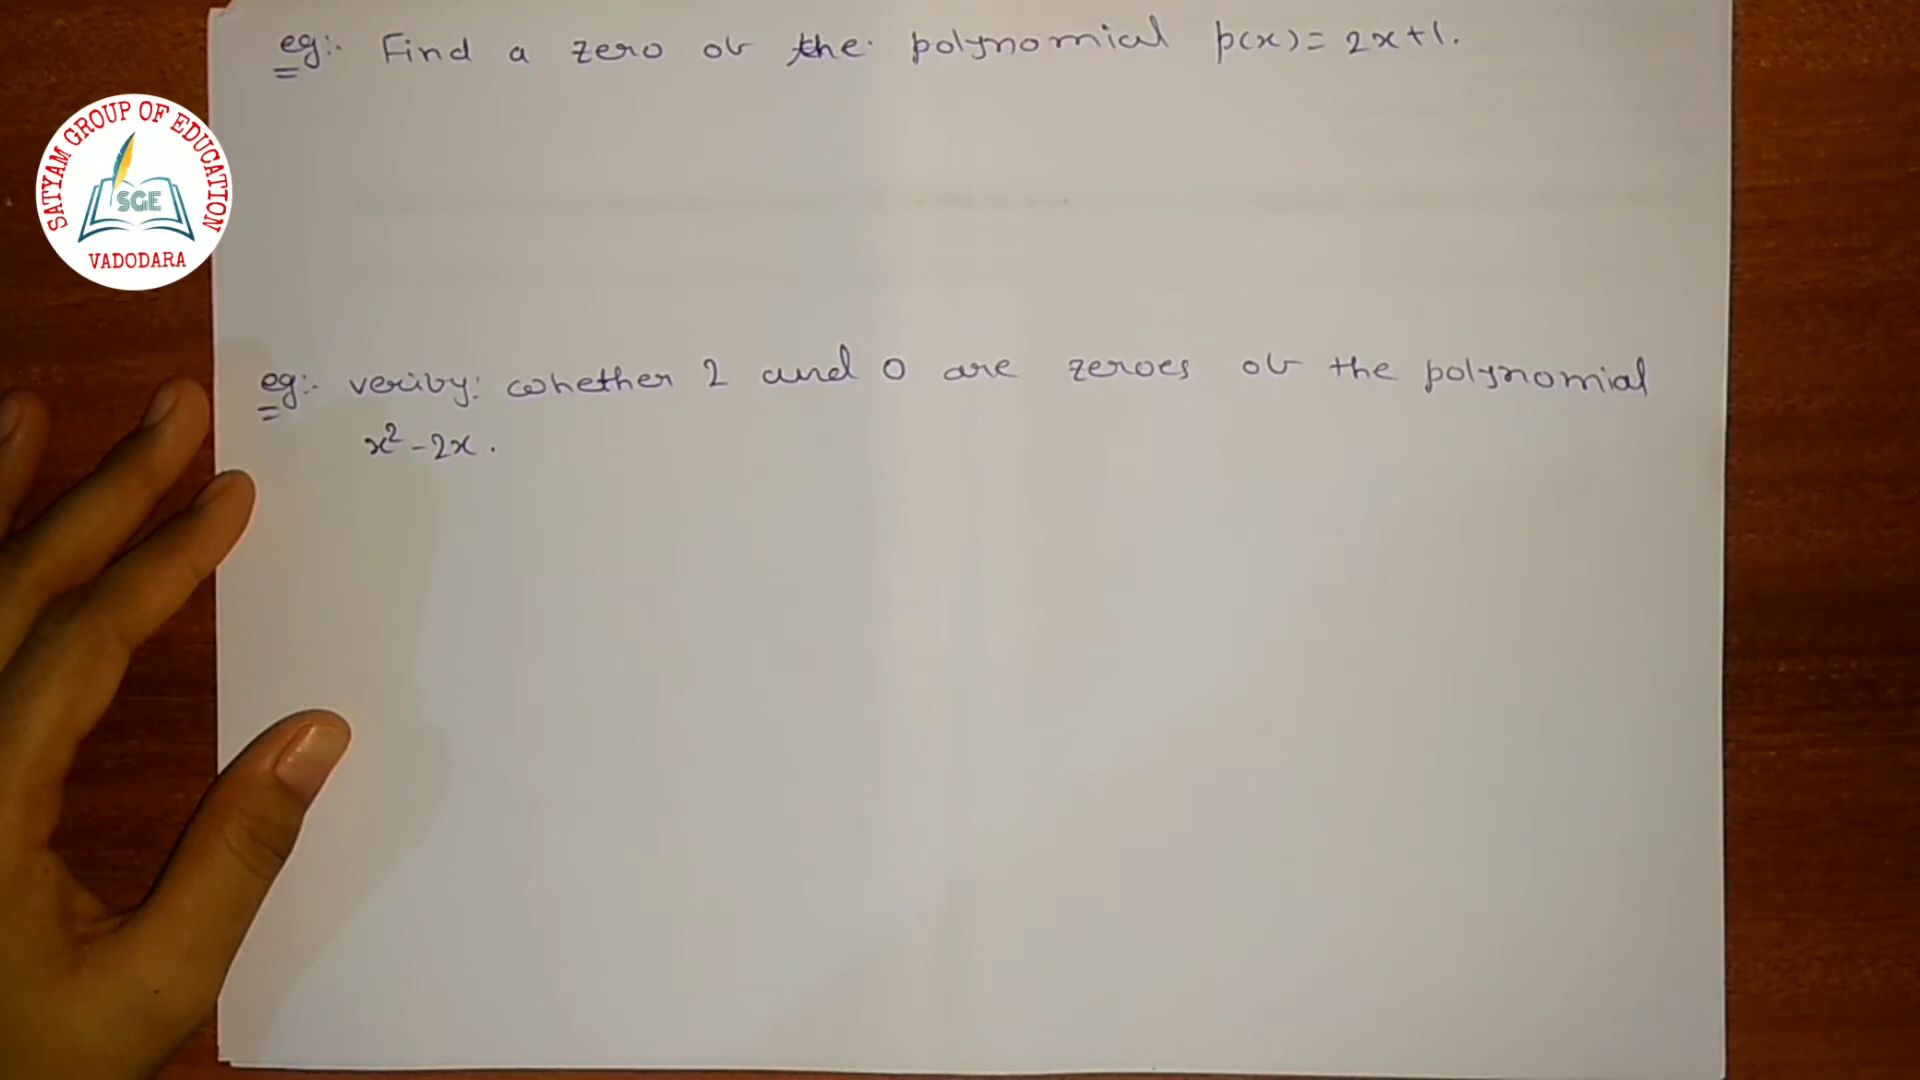 eg:. Find a zero of the polynomial p(x) = 2x+1.
SATYAM GROUP OF EDUCATION
SGE
VADODARA
eg:. verify: whether 2 and 0 are zeroes of the polynomial
x² - 2x.